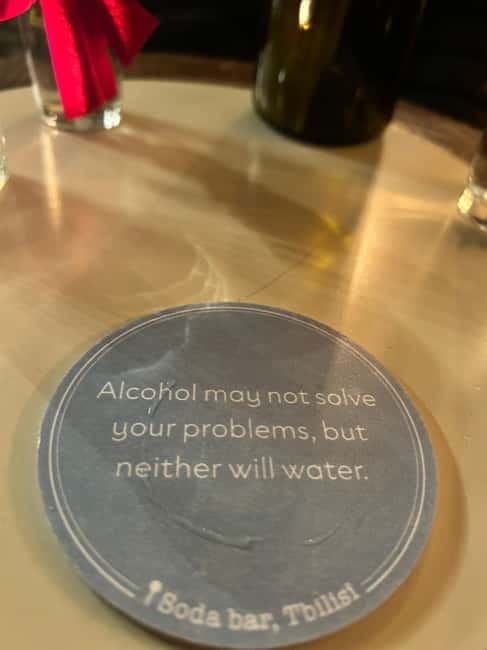 Alcohol may not solve
your problems, but
neither will water.
Soda bar, Tbilisi